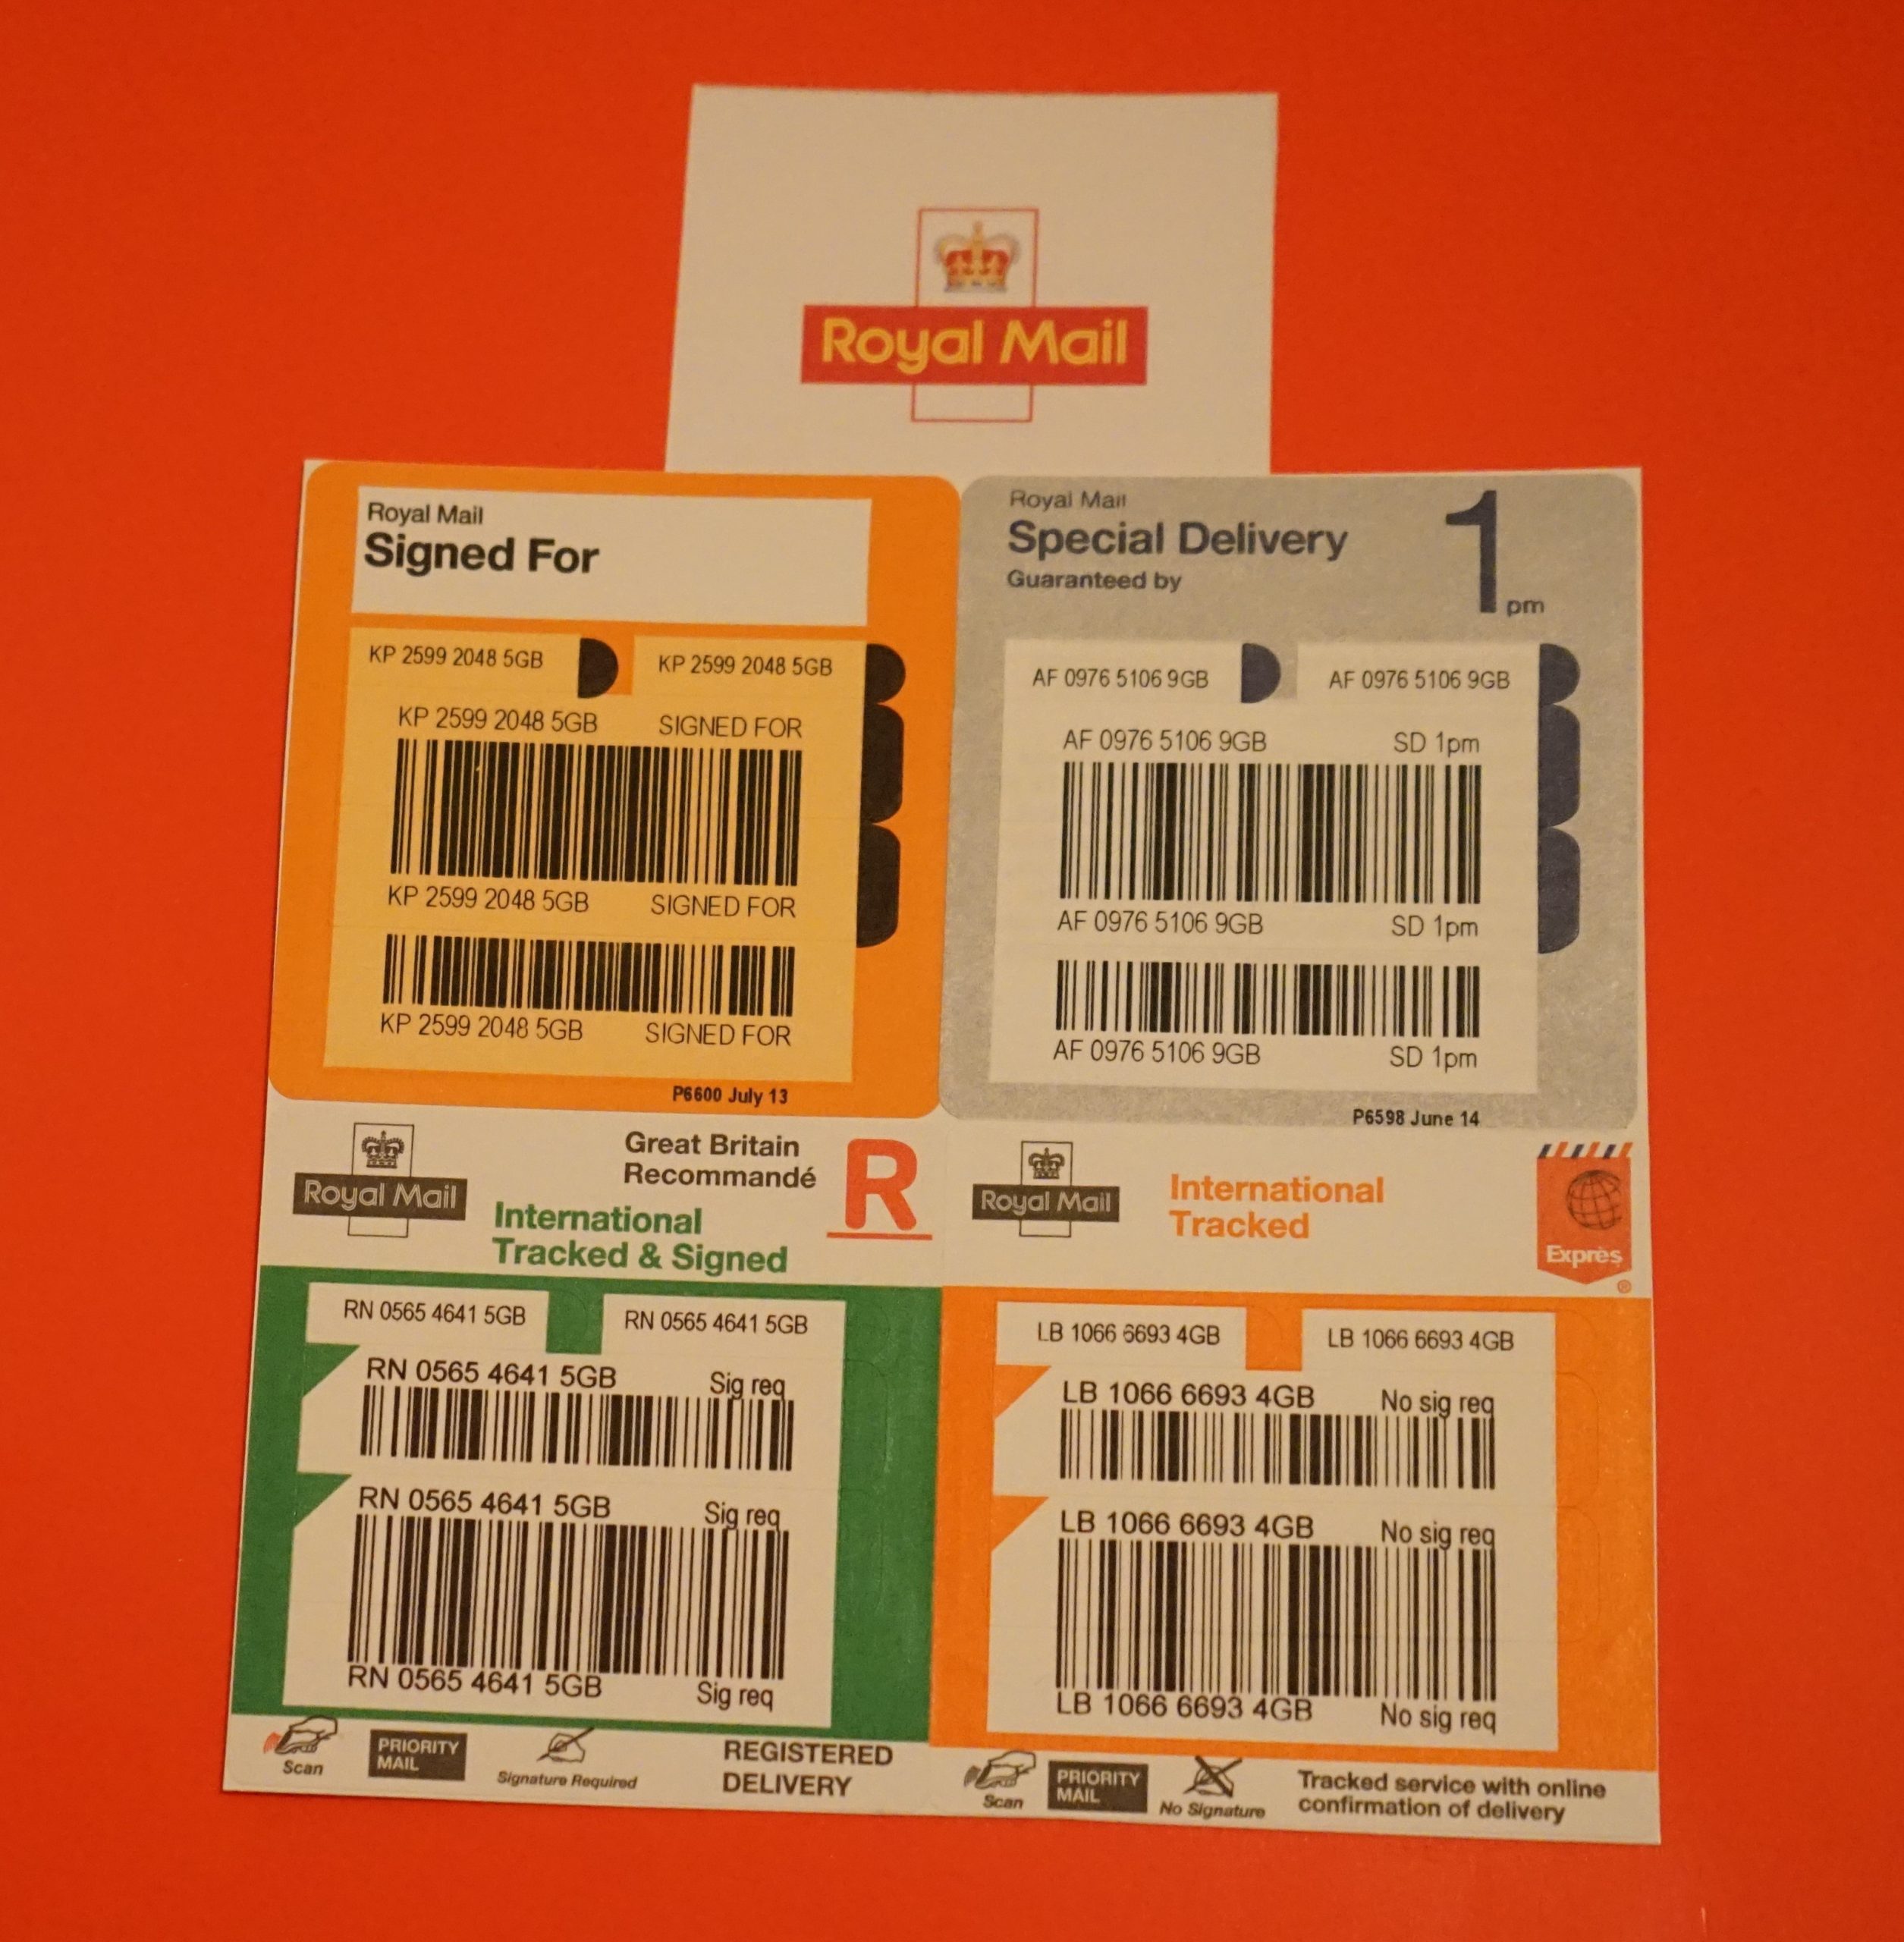 Royal Mail
Royal Mail
Signed For
KP 2599 2048 5GB KP 2599 2048 5GB
KP 2599 2048 5GB SIGNED FOR
KP 2599 2048 5GB SIGNED FOR
KP 2599 2048 5GB SIGNED FOR
P6600 July 13
Royal Mail
Special Delivery
Guaranteed by
1pm
AF 0976 5106 9GB AF 0976 5106 9GB
AF 0976 5106 9GB SD 1pm
AF 0976 5106 9GB SD 1pm
AF 0976 5106 9GB SD 1pm
P6598 June 14
Royal Mail
Great Britain
Recommandé
R
International
Tracked & Signed
RN 0565 4641 5GB RN 0565 4641 5GB
RN 0565 4641 5GB Sig req
RN 0565 4641 5GB Sig req
RN 0565 4641 5GB Sig req
Scan
PRIORITY
MAIL
Signature Required
REGISTERED
DELIVERY
Royal Mail
International
Tracked
Exprès
®
LB 1066 6693 4GB LB 1066 6693 4GB
LB 1066 6693 4GB No sig req
LB 1066 6693 4GB No sig req
LB 1066 6693 4GB No sig req
Scan
PRIORITY
MAIL
No Signature
Tracked service with online
confirmation of delivery